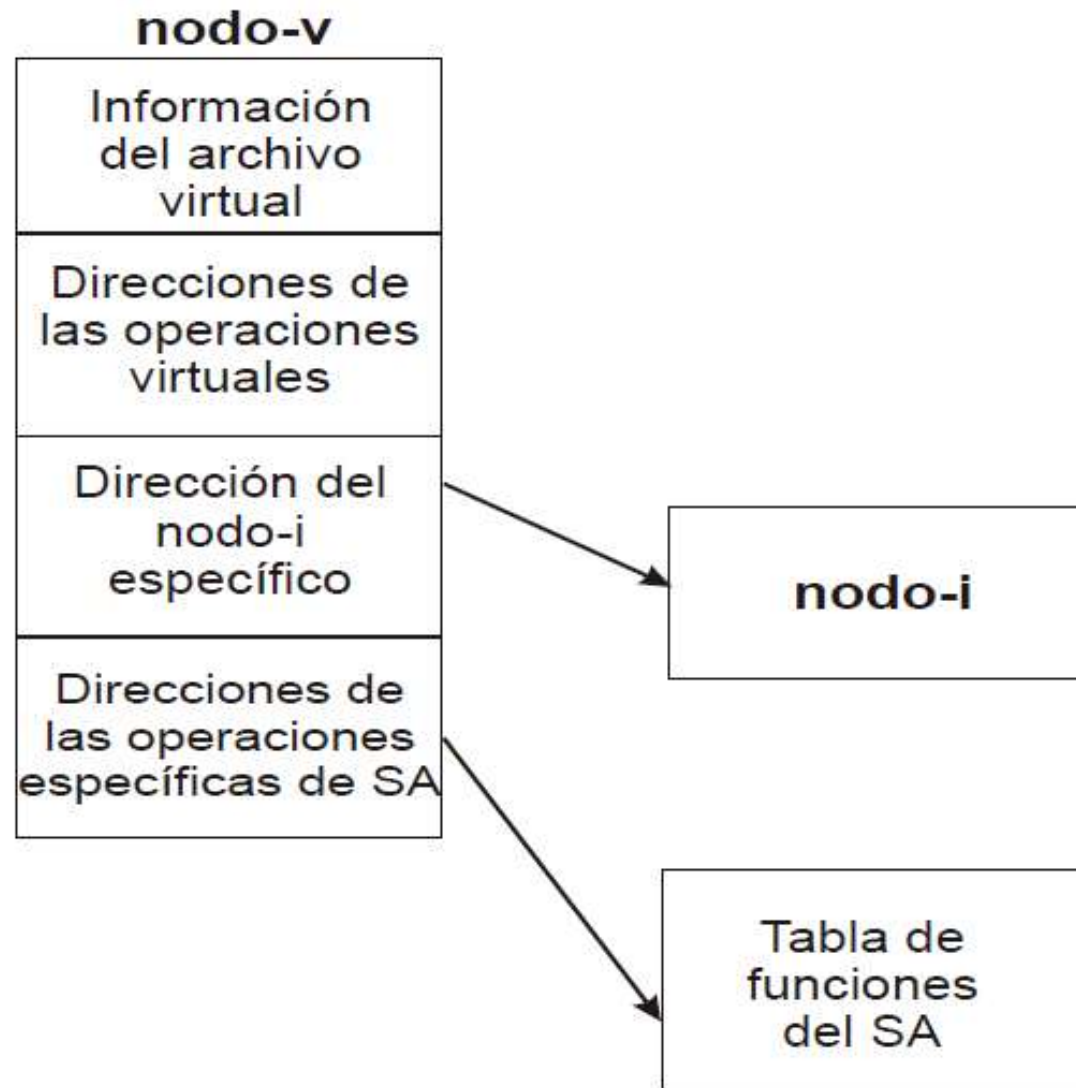 nodo-v
Información
del archivo
virtual
Direcciones de
las operaciones
virtuales
Dirección del
nodo-i
específico
Direcciones de
las operaciones
específicas de SA
nodo-i
Tabla de
funciones
del SA